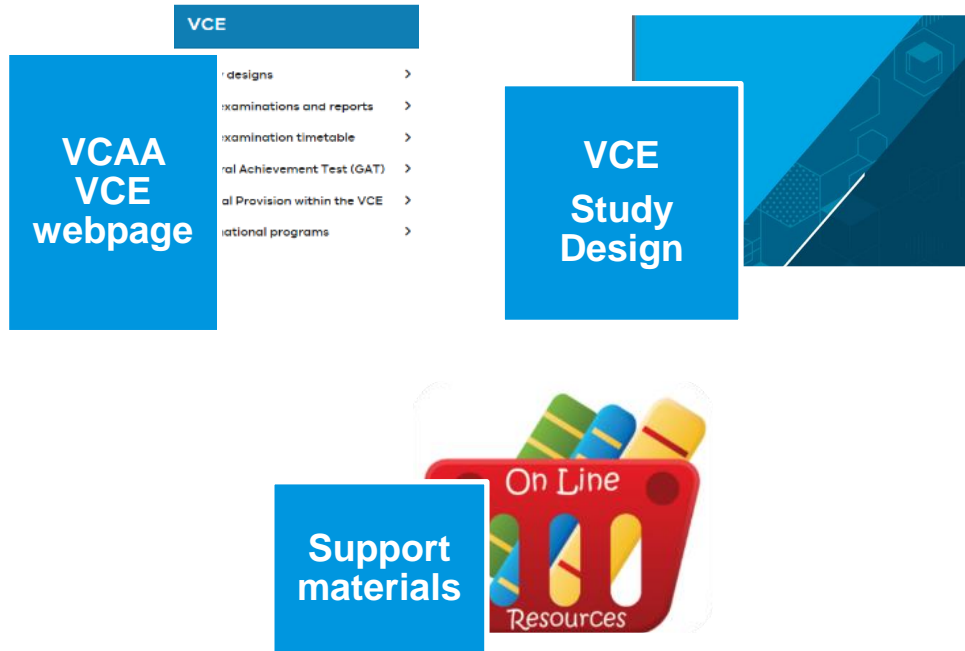 VCE
designs
examinations and reports
examination timetable
ral Achievement Test (GAT)
al Provision within the VCE
national programs
VCAA
VCE
webpage
VCE
Study
Design
On Line
Resources
Support
materials